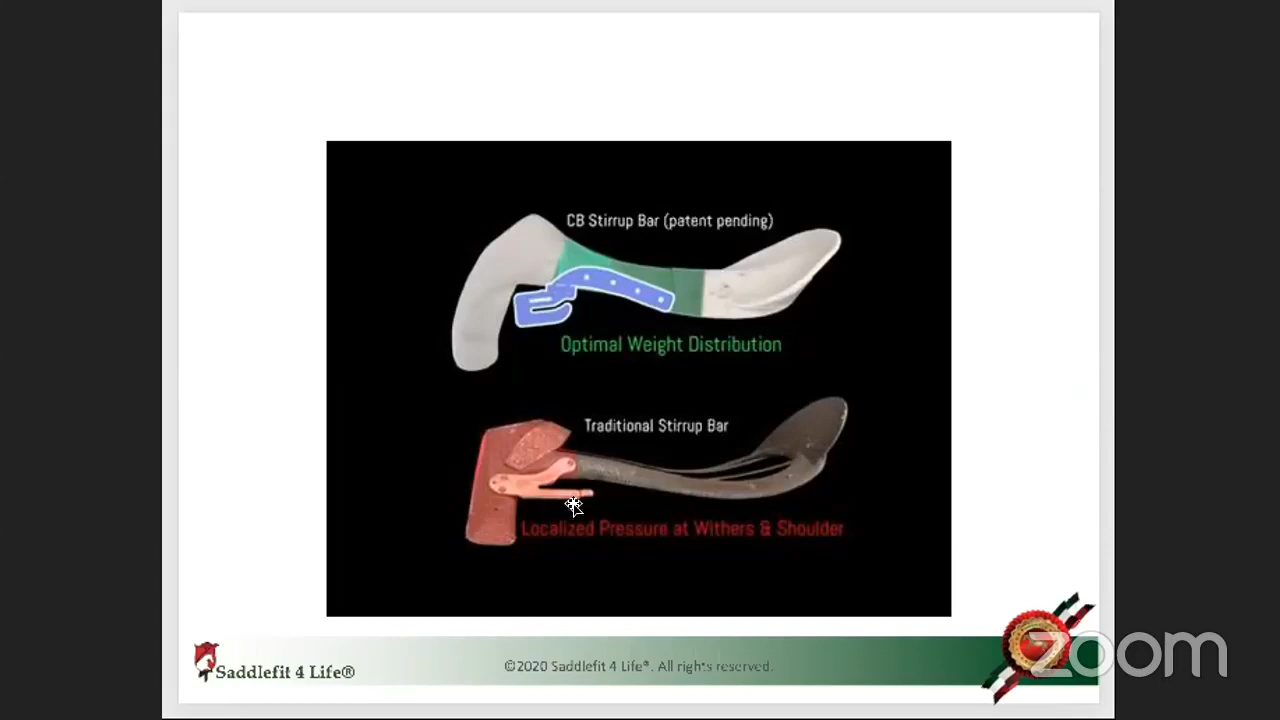 CB Stirrup Bar (patent pending)
Optimal Weight Distribution
Traditional Stirrup Bar
Localized Pressure at Withers & Shoulder
Saddlefit 4 Life®
©2020 Saddlefit 4 Life®. All rights reserved.
zoom